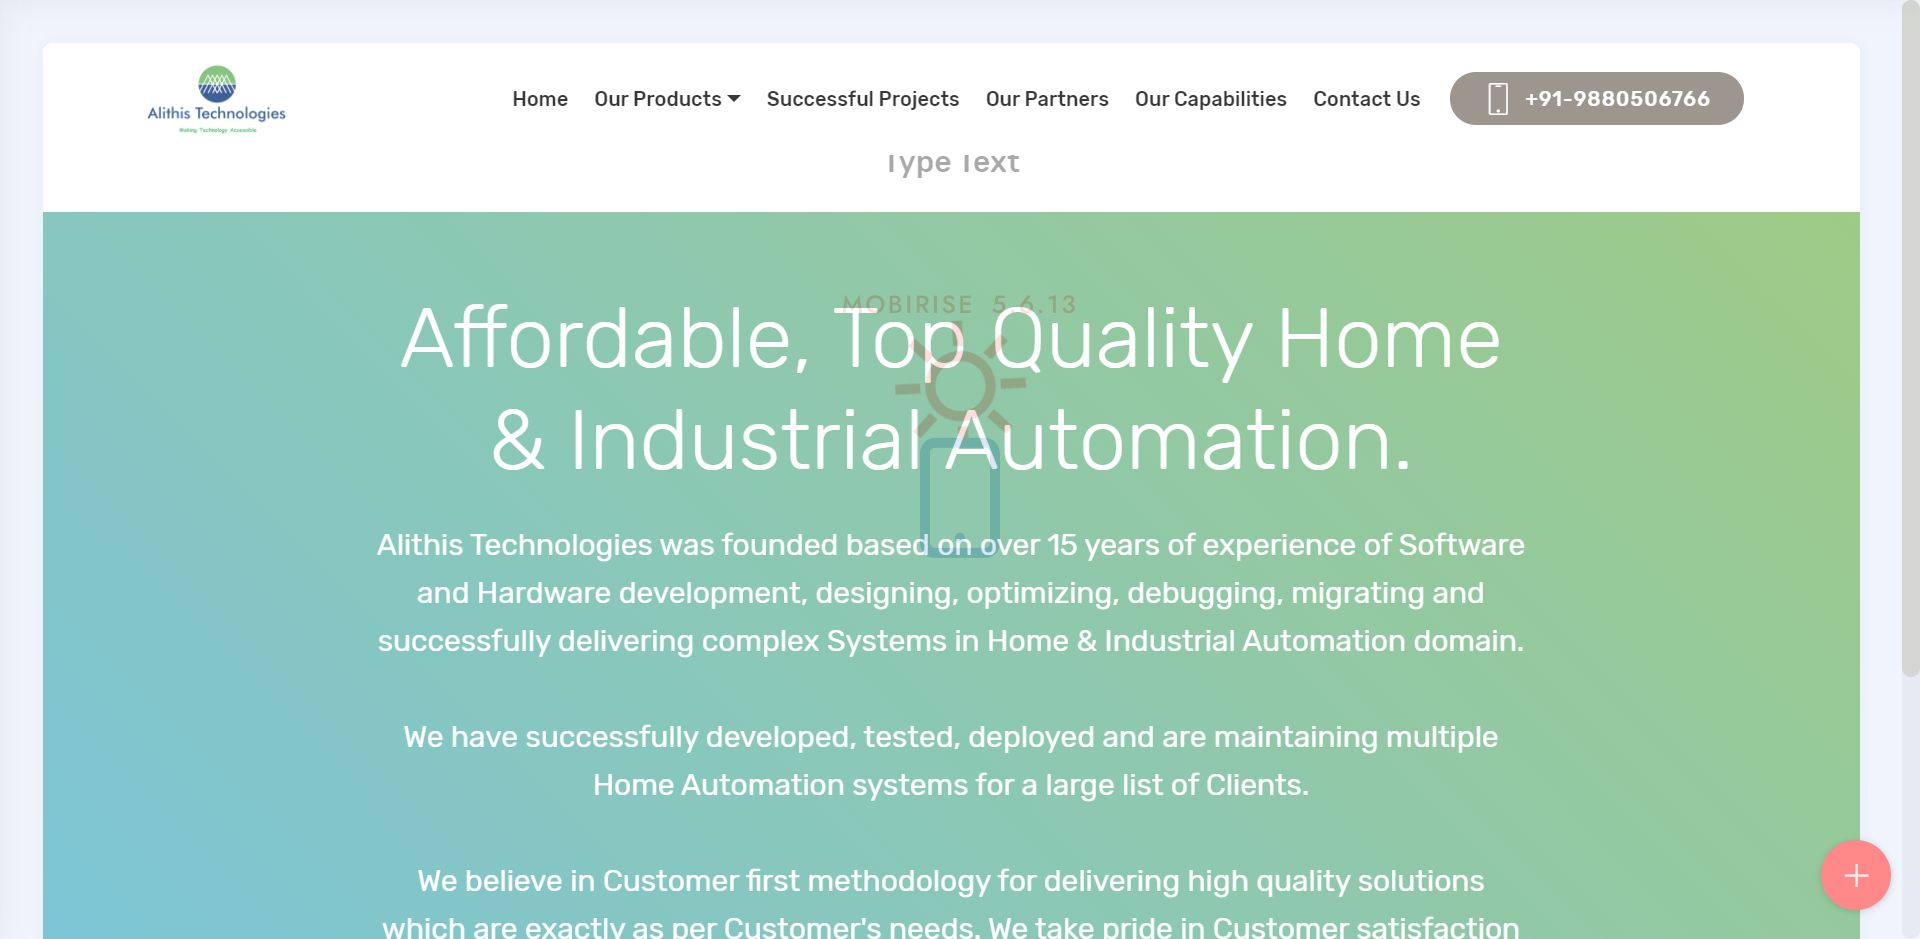 Alithis Technologies
Making Technology Accessible
Home Our Products Successful Projects Our Partners Our Capabilities Contact Us +91-9880506766
Type Text
MOBIRISE 5.6.13
Affordable, Top Quality Home
& Industrial Automation.
Alithis Technologies was founded based on over 15 years of experience of Software
and Hardware development, designing, optimizing, debugging, migrating and
successfully delivering complex Systems in Home & Industrial Automation domain.
We have successfully developed, tested, deployed and are maintaining multiple
Home Automation systems for a large list of Clients.
We believe in Customer first methodology for delivering high quality solutions
which are exactly as per Customer's needs. We take pride in Customer satisfaction